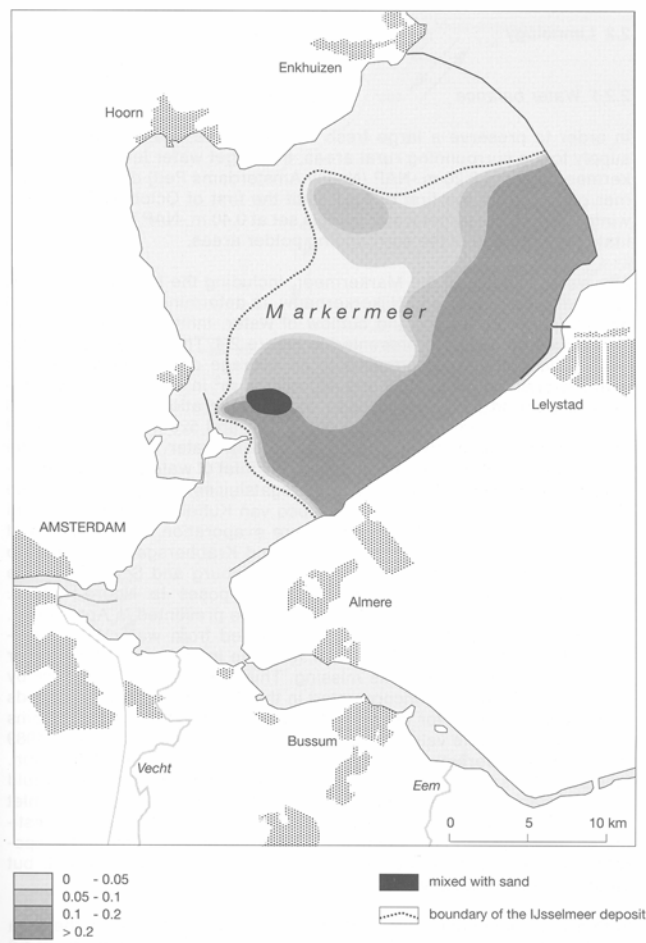 Enkhuizen
Hoorn
Markermeer
Lelystad
AMSTERDAM
Almere
Bussum
Vecht
Eem
0 5 10 km
0 - 0.05
0.05 - 0.1
0.1 - 0.2
> 0.2
mixed with sand
boundary of the IJsselmeer deposit